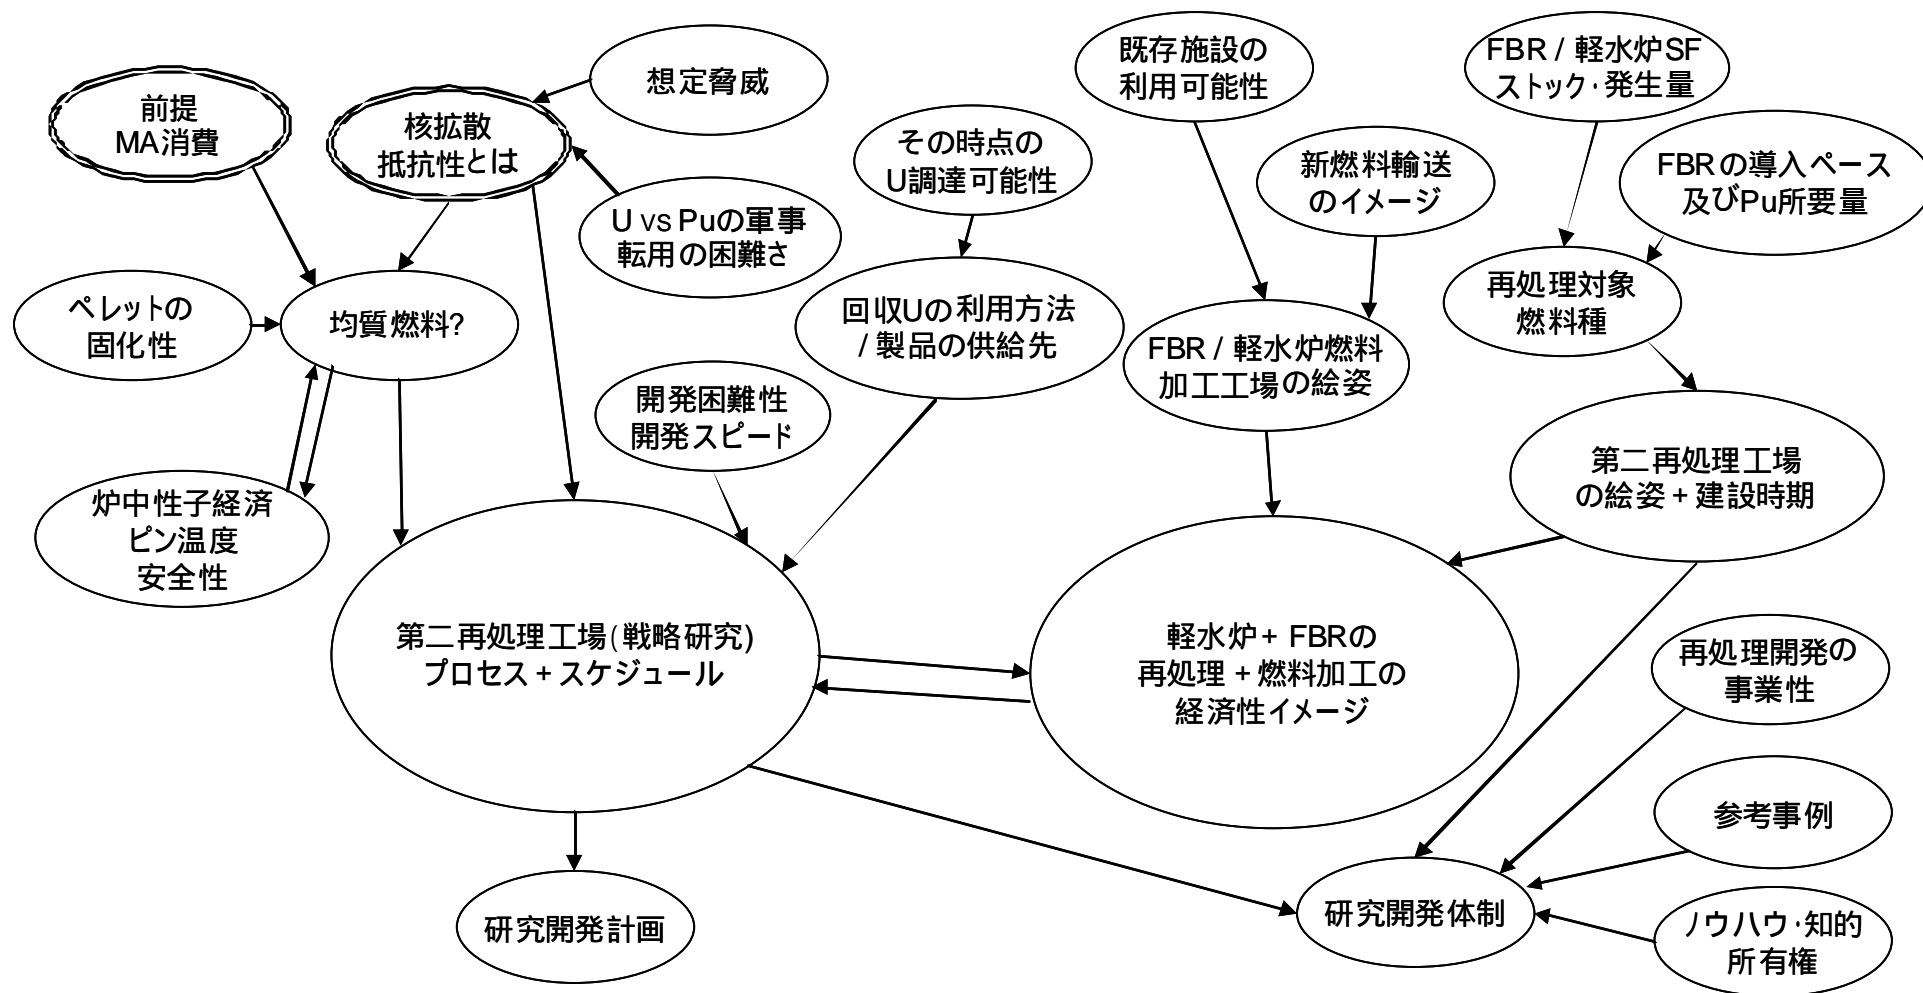 既存施設の
利用可能性
FBR / 軽水炉SF
ストック・発生量
想定脅威
前提
MA消費
核拡散
抵抗性とは
その時点の
U調達可能性
新燃料輸送
のイメージ
FBRの導入ペース
及びPu所要量
U vs Puの軍事
転用の困難さ
ペレットの
固化性
均質燃料?
回収Uの利用方法
/ 製品の供給先
再処理対象
燃料種
FBR / 軽水炉燃料
加工工場の絵姿
開発困難性
開発スピード
第二再処理工場
の絵姿 + 建設時期
炉中性子経済
ピン温度
安全性
第二再処理工場(戦略研究)
プロセス + スケジュール
軽水炉 + FBRの
再処理 + 燃料加工の
経済性イメージ
再処理開発の
事業性
参考事例
研究開発計画
研究開発体制
ノウハウ・知的
所有権